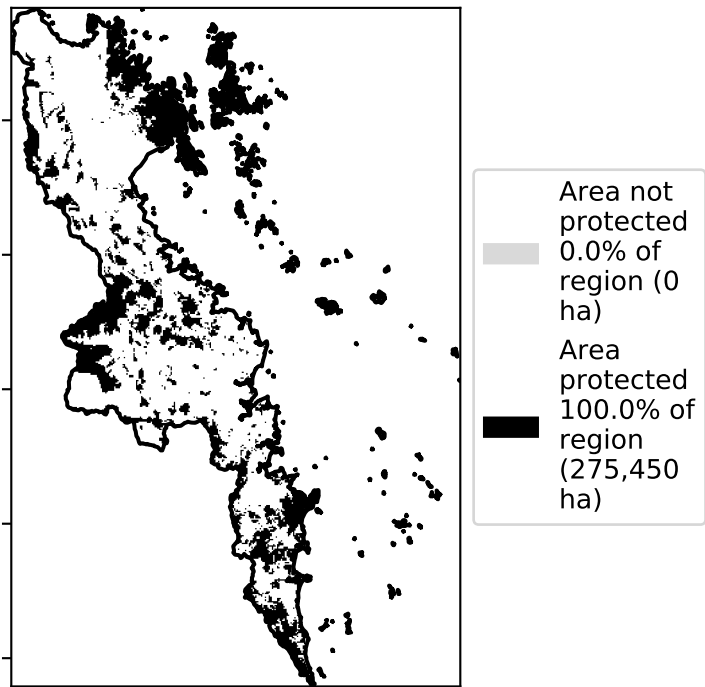 Area not
protected
0.0% of
region (0
ha)
Area
protected
100.0% of
region
(275,450
ha)